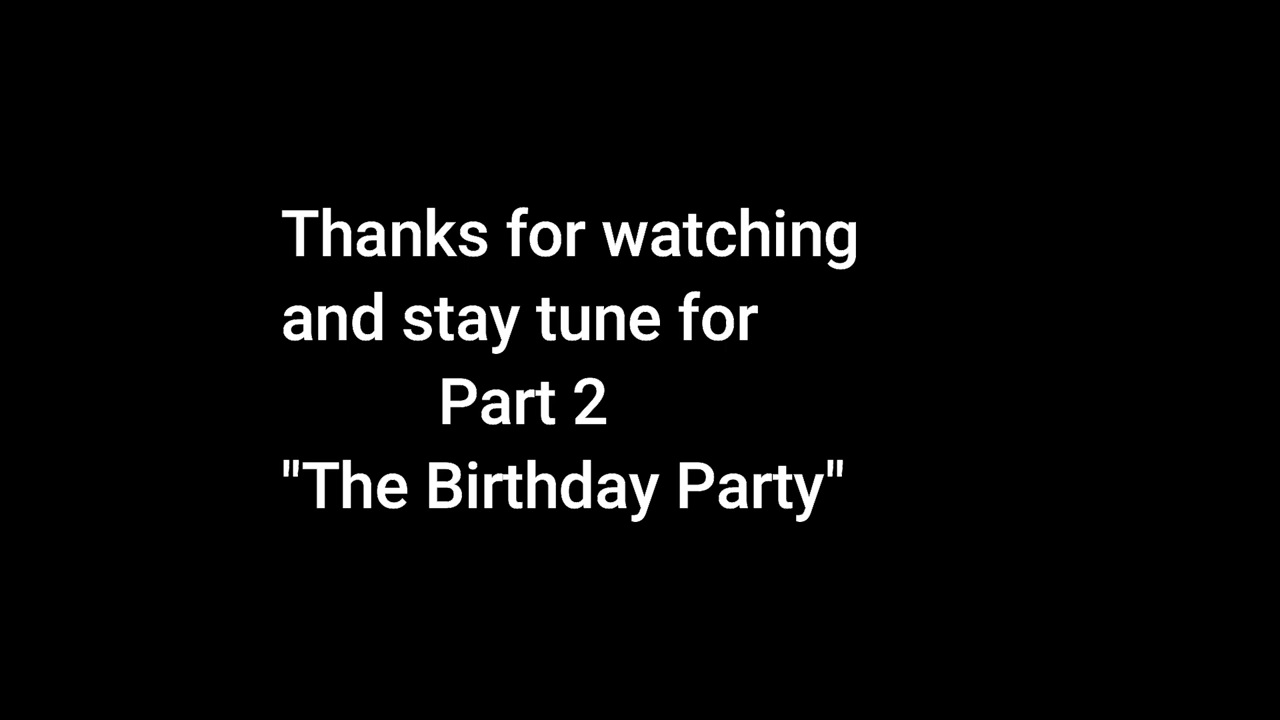 Thanks for watching
and stay tune for
Part 2
"The Birthday Party"